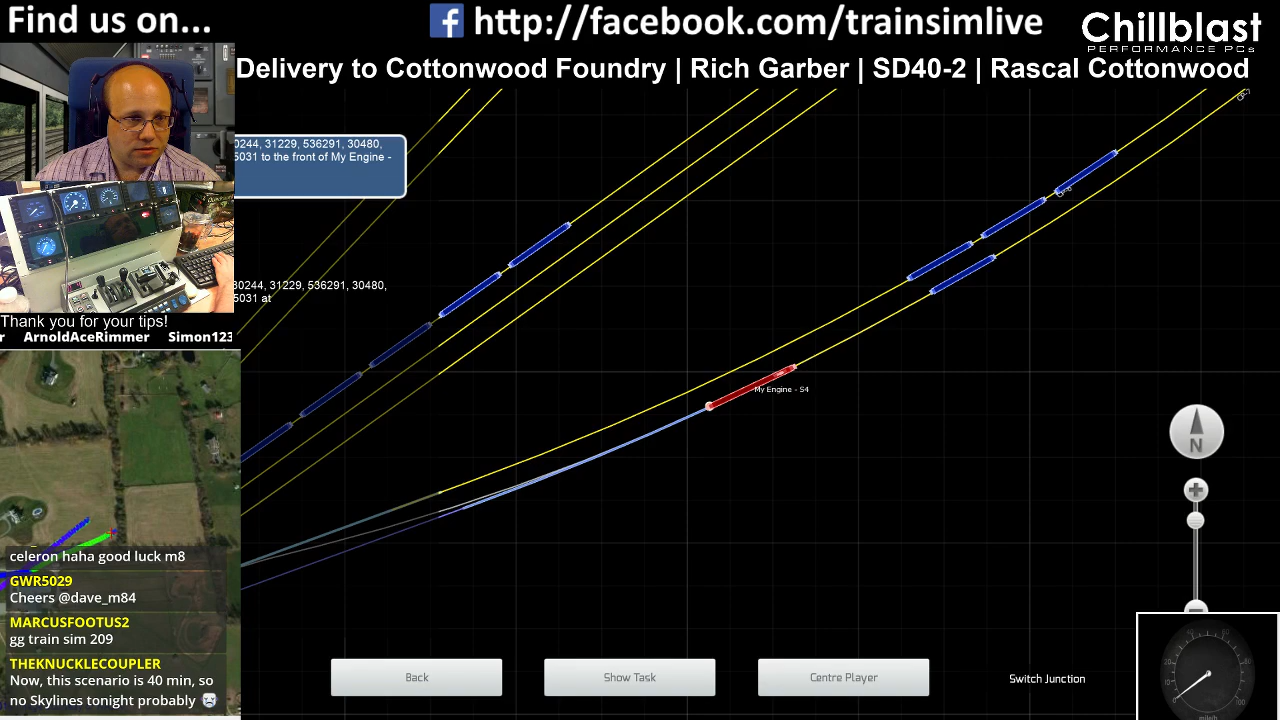 Find us on...
http://facebook.com/trainsimlive
Chillblast
PERFORMANCE PCs
Delivery to Cottonwood Foundry | Rich Garber | SD40-2 | Rascal Cottonwood
0244, 31229, 536291, 30480,
5031 to the front of My Engine -
30244, 31229, 536291, 30480,
5031 at
Thank you for your tips!
r ArnoldAceRimmer Simon123
My Engine - S4
N
celeron haha good luck m8
GWR5029
Cheers @dave_m84
MARCUSFOOTUS2
gg train sim 209
THEKNUCKLECOUPLER
Now, this scenario is 40 min, so
no Skylines tonight probably
Back
Show Task
Centre Player
Switch Junction